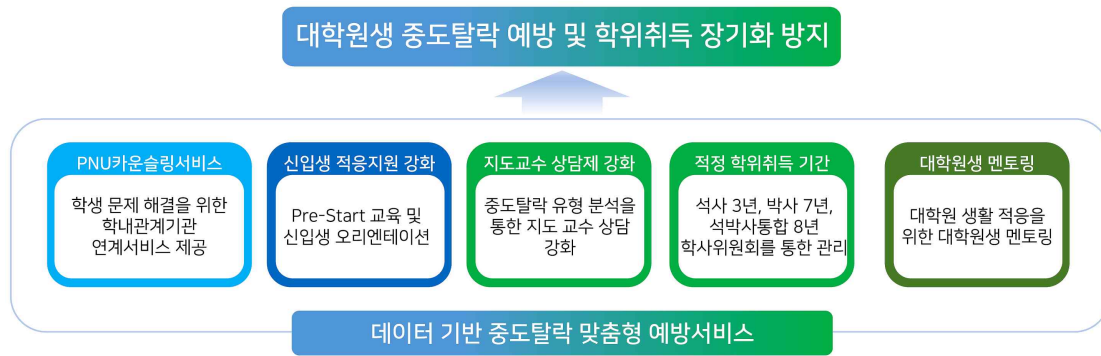 대학원생 중도탈락 예방 및 학위취득 장기화 방지
PNU카운슬링서비스
학생 문제 해결을 위한
학내관계기관
연계서비스 제공
신입생 적응지원 강화
Pre-Start 교육 및
신입생 오리엔테이션
지도교수 상담제 강화
중도탈락 유형 분석을
통한 지도 교수 상담
강화
적정 학위취득 기간
석사 3년, 박사 7년,
석박사통합 8년
학사위원회를 통한 관리
대학원생 멘토링
대학원 생활 적응을
위한 대학원생 멘토링
데이터 기반 중도탈락 맞춤형 예방서비스